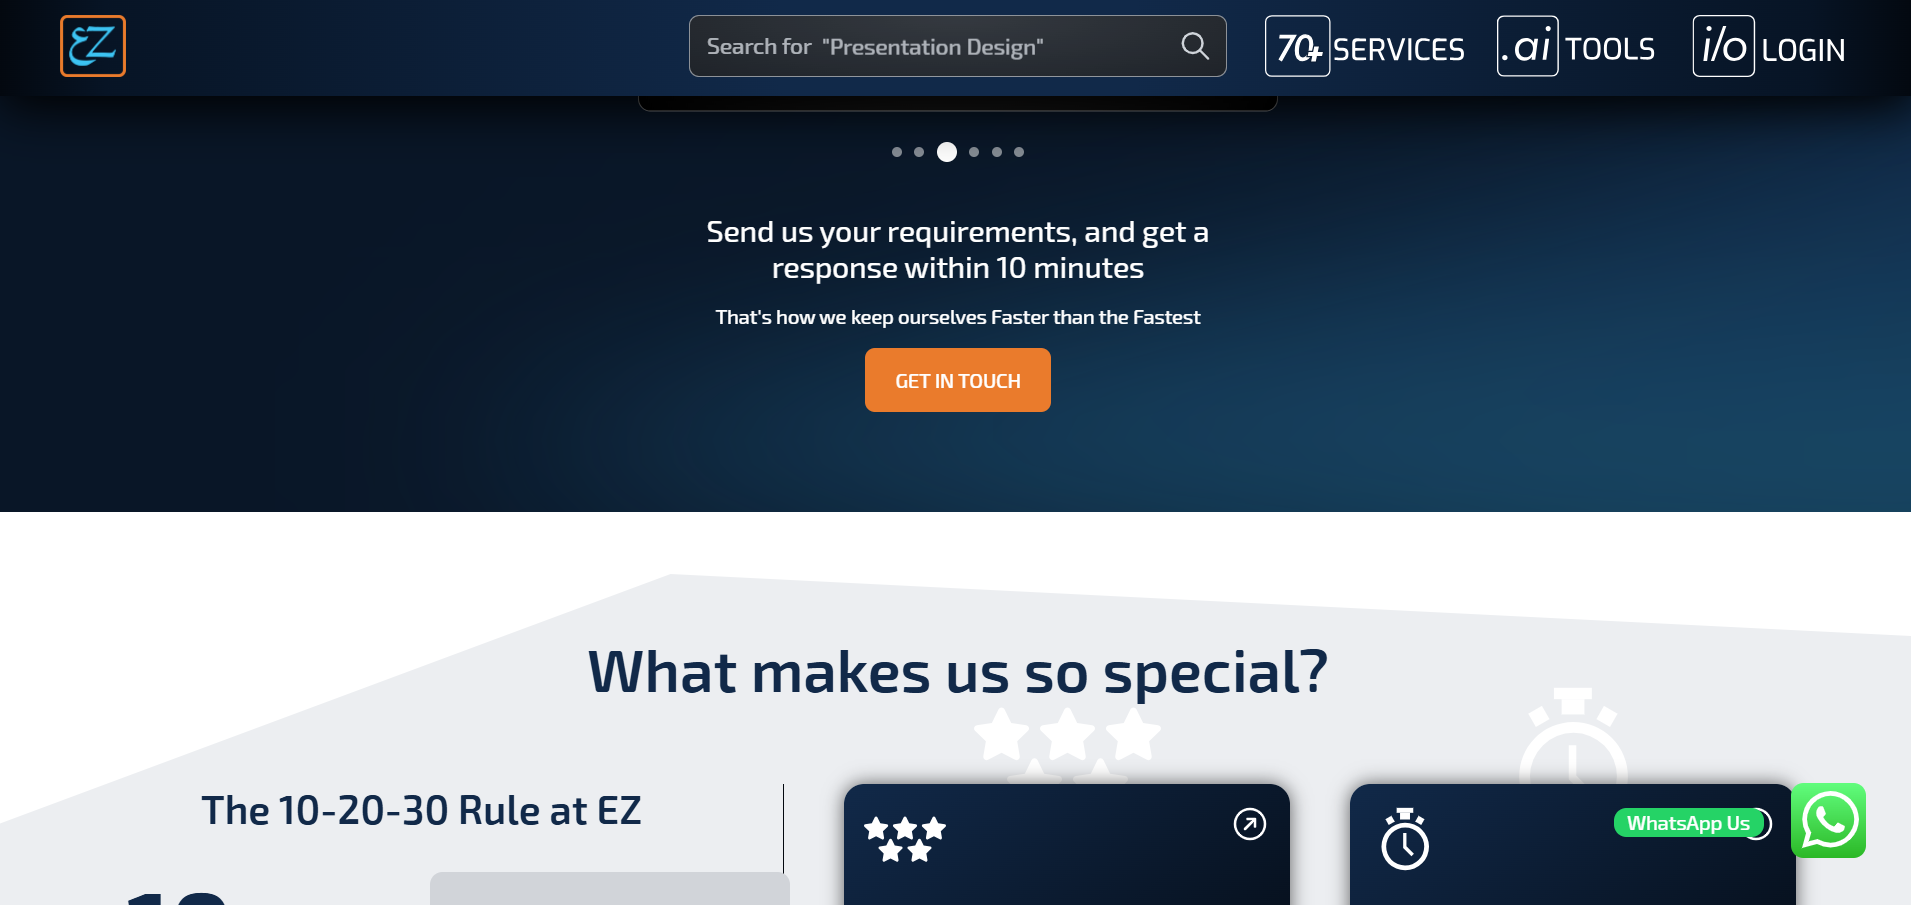 EZ
Search for "Presentation Design"
70+ SERVICES
.ai TOOLS
i/o LOGIN
Send us your requirements, and get a
response within 10 minutes
That's how we keep ourselves Faster than the Fastest
GET IN TOUCH
What makes us so special?
The 10-20-30 Rule at EZ
WhatsApp Us